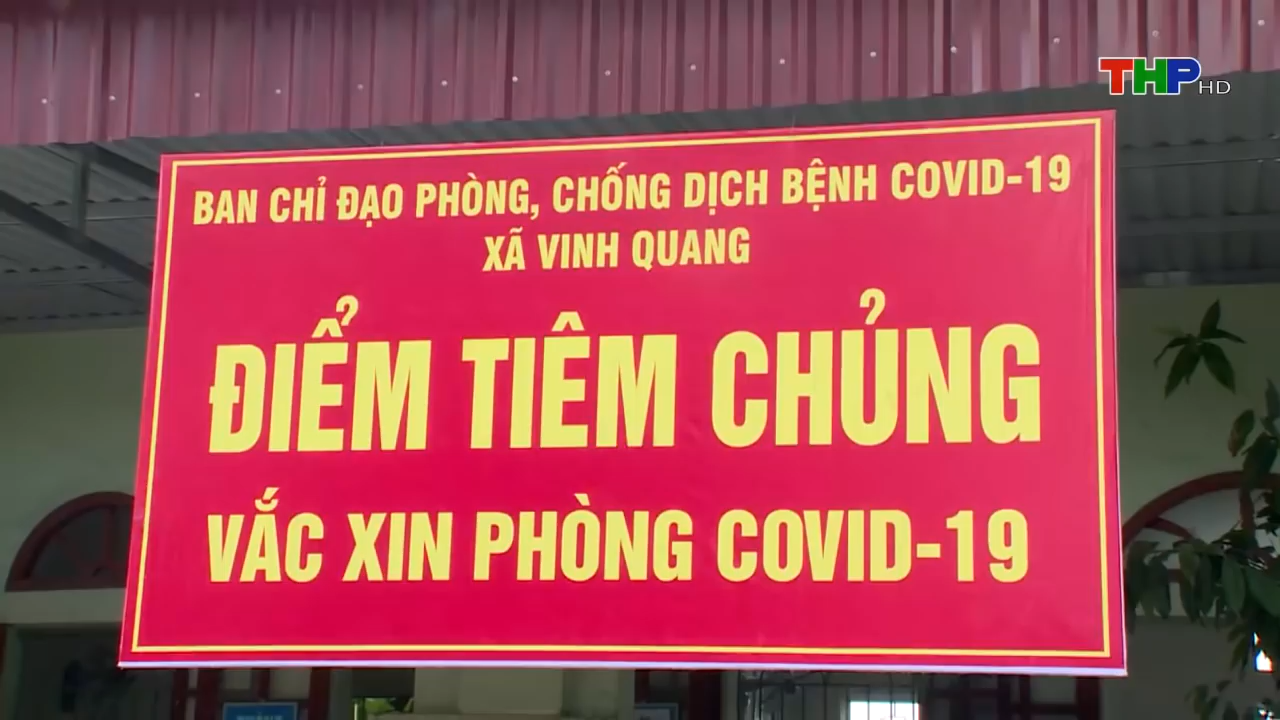 THP HD
BAN CHỈ ĐẠO PHÒNG, CHỐNG DỊCH BỆNH COVID-19
XÃ VINH QUANG
ĐIỂM TIÊM CHỦNG
VẮC XIN PHÒNG COVID-19